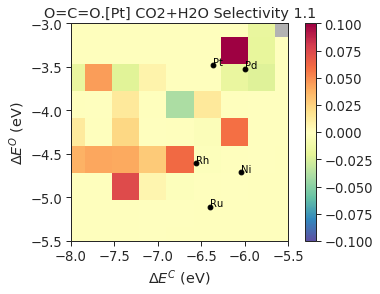 O=C=O.[Pt] CO2+H2O Selectivity 1.1
−3.0
−3.5
−4.0
−4.5
−5.0
−5.5
ΔE^O (eV)
Pt
Pd
Rh
Ni
Ru
−8.0 −7.5 −7.0 −6.5 −6.0 −5.5
ΔE^C (eV)
0.100
0.075
0.050
0.025
0.000
−0.025
−0.050
−0.075
−0.100